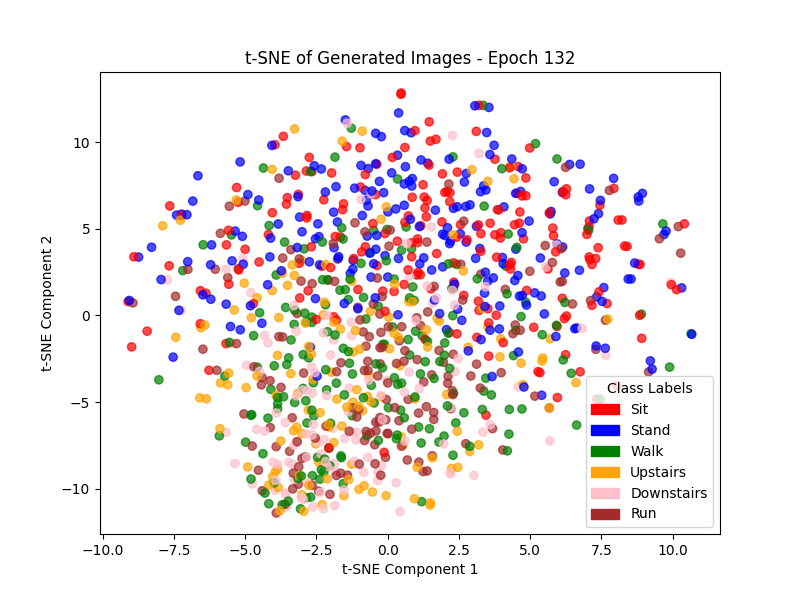 t-SNE of Generated Images - Epoch 132
t-SNE Component 2
10
5
0
−5
−10
Class Labels
Sit
Stand
Walk
Upstairs
Downstairs
Run
−10.0 −7.5 −5.0 −2.5 0.0 2.5 5.0 7.5 10.0
t-SNE Component 1